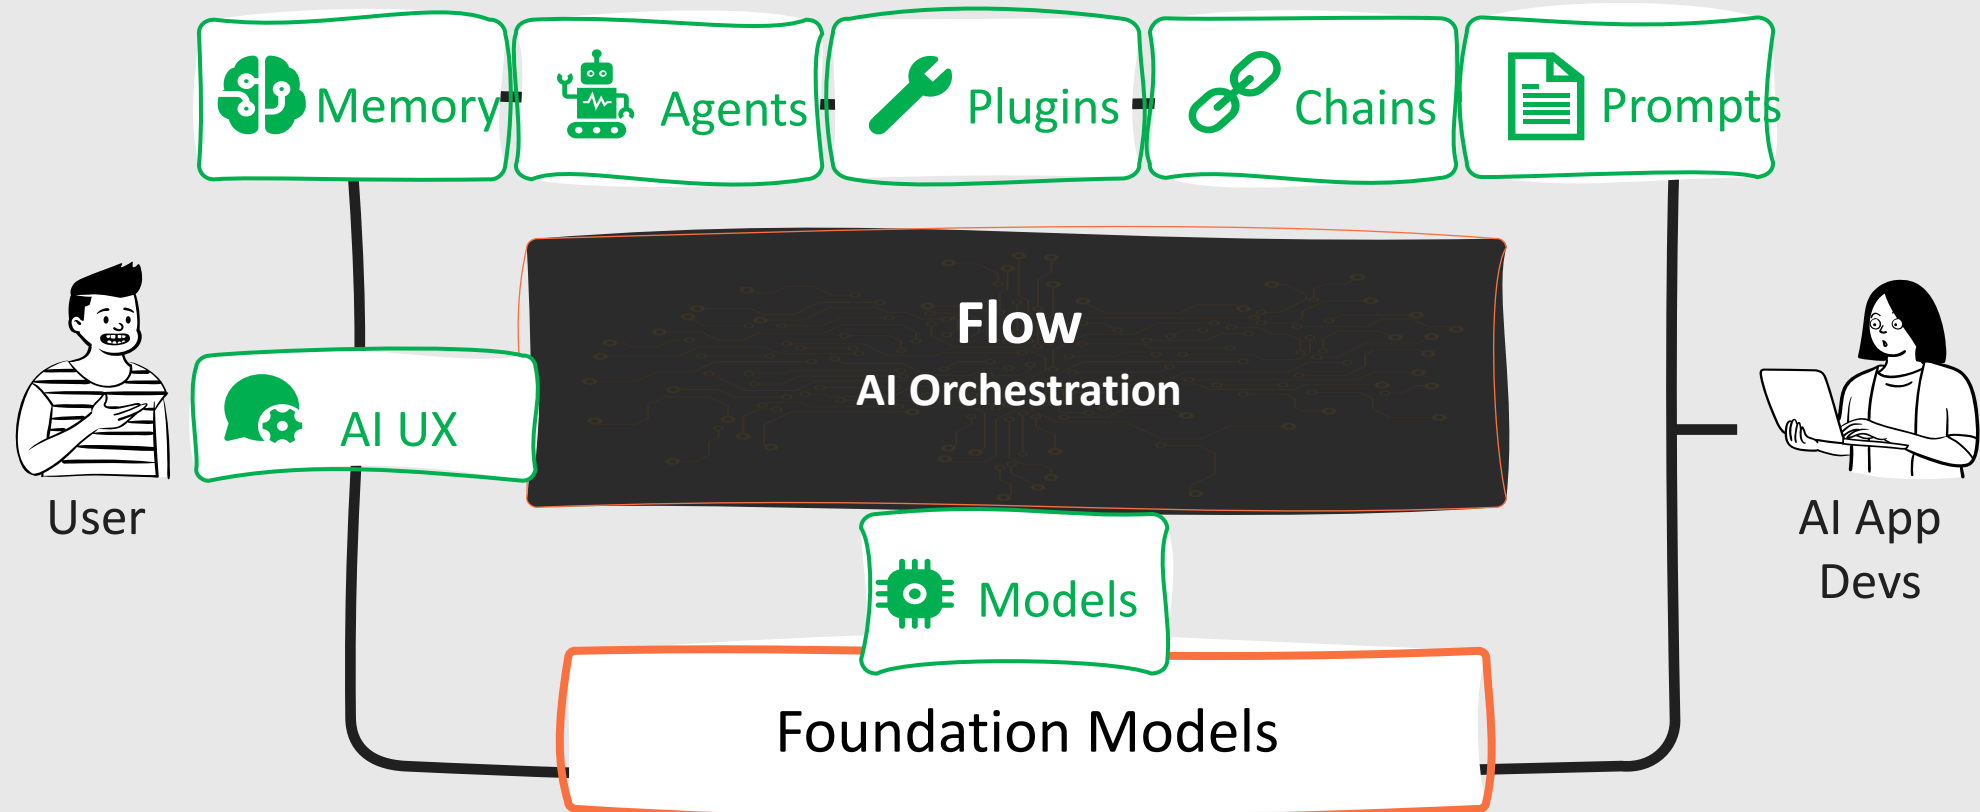 Memory
Agents
Plugins
Chains
Prompts
Flow
AI Orchestration
AI UX
User
AI App
Devs
Models
Foundation Models